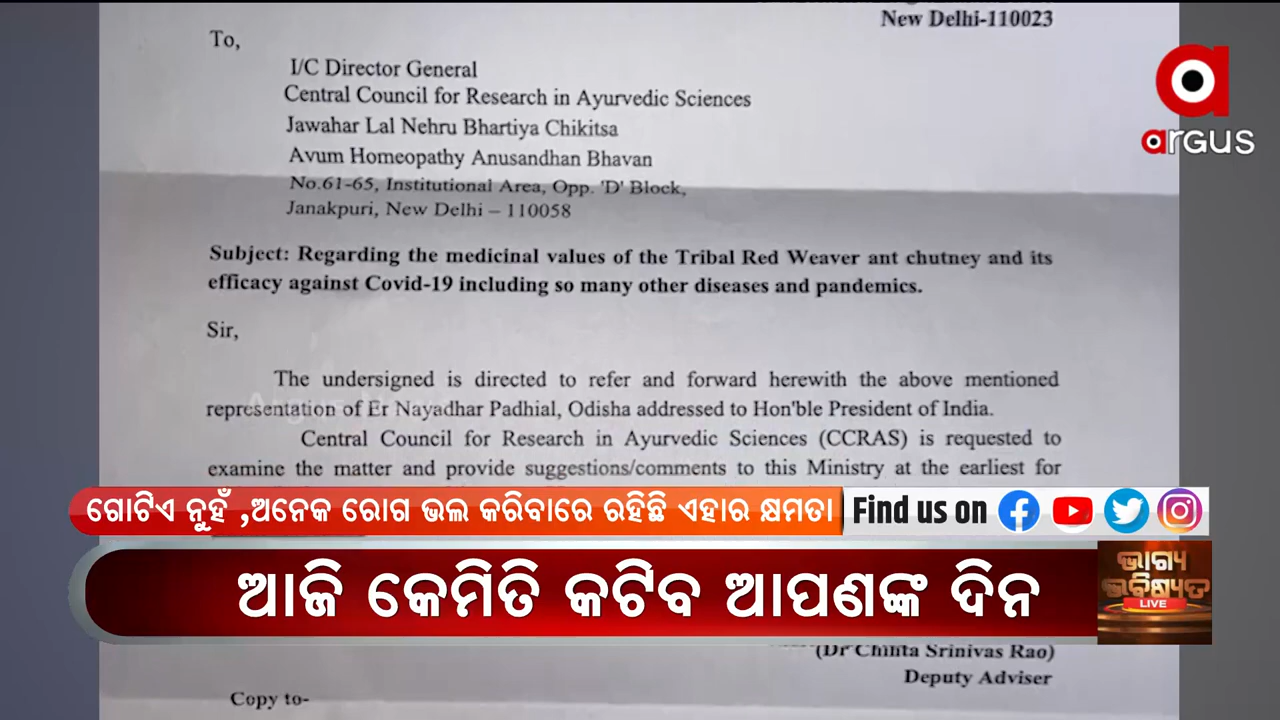 New Delhi-110023
To,
I/C Director General
Central Council for Research in Ayurvedic Sciences
Jawahar Lal Nehru Bhartiya Chikitsa
Avum Homeopathy Anusandhan Bhavan
No.61-65, Institutional Area, Opp. 'D' Block,
Janakpuri, New Delhi – 110058
argus
Subject: Regarding the medicinal values of the Tribal Red Weaver ant chutney and its
efficacy against Covid-19 including so many other diseases and pandemics.
Sir,
The undersigned is directed to refer and forward herewith the above mentioned
representation of Er Nayadhar Padhial, Odisha addressed to Hon'ble President of India.
Central Council for Research in Ayurvedic Sciences (CCRAS) is requested to
examine the matter and provide suggestions/comments to this Ministry at the earliest for
ଗୋଟିଏ ନୁହଁ ,ଅନେକ ରୋଗ ଭଲ କରିବାରେ ରହିଛି ଏହାର କ୍ଷମତା
Find us on
ଆଜି କେମିତି କଟିବ ଆପଣଙ୍କ ଦିନ
ଭାଗ୍ୟ
ଭବିଷ୍ୟତ
LIVE
(Dr Chinta Srinivas Rao)
Deputy Adviser
Copy to-